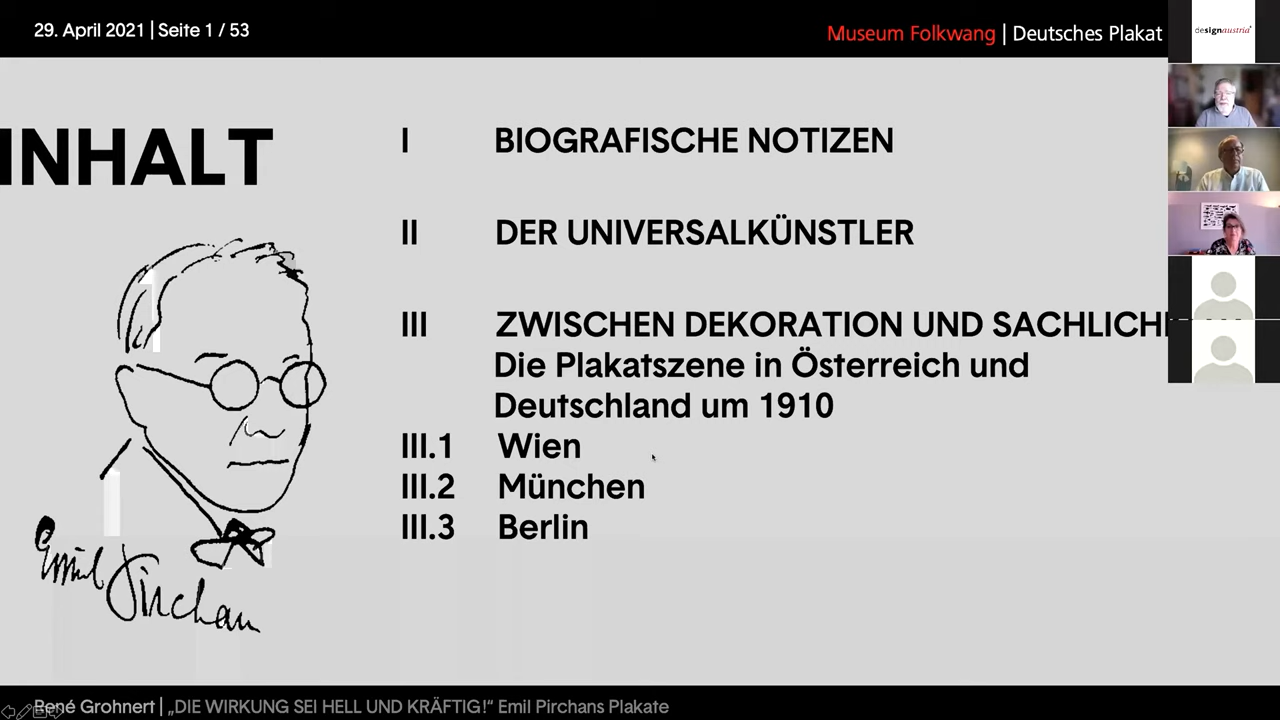 29. April 2021 | Seite 1 / 53
Museum Folkwang | Deutsches Plakat
designaustria
INHALT
I BIOGRAFISCHE NOTIZEN
II DER UNIVERSALKÜNSTLER
III ZWISCHEN DEKORATION UND SACHLICH
Die Plakatszene in Österreich und
Deutschland um 1910
III.1 Wien
III.2 München
III.3 Berlin
Emil Pirchan
René Grohnert | „DIE WIRKUNG SEI HELL UND KRÄFTIG!“ Emil Pirchans Plakate